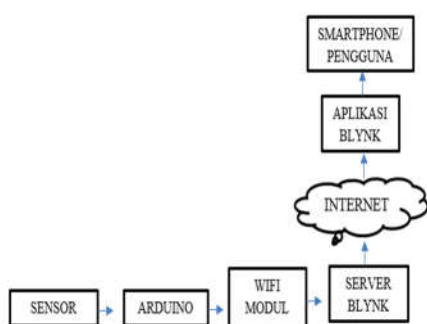 SMARTPHONE/
PENGGUNA
APLIKASI
BLYNK
INTERNET
SENSOR
ARDUINO
WIFI
MODUL
SERVER
BLYNK